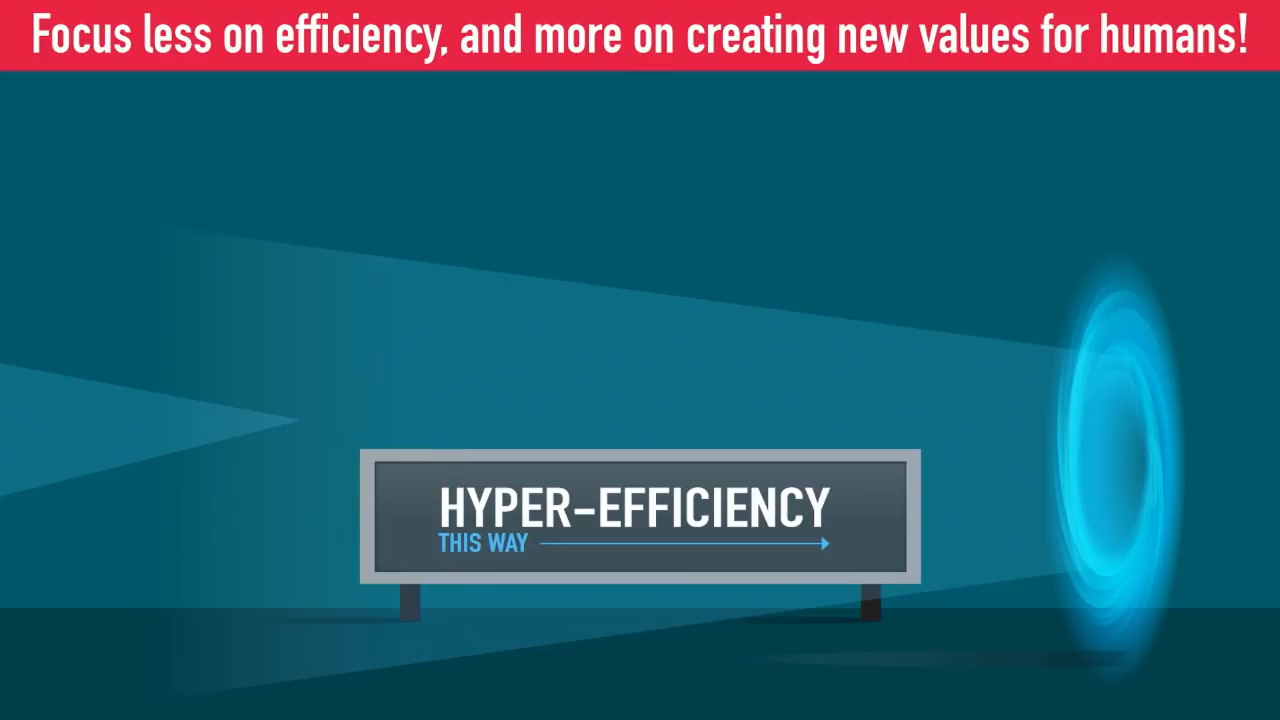 Focus less on efficiency, and more on creating new values for humans!
HYPER-EFFICIENCY
THIS WAY